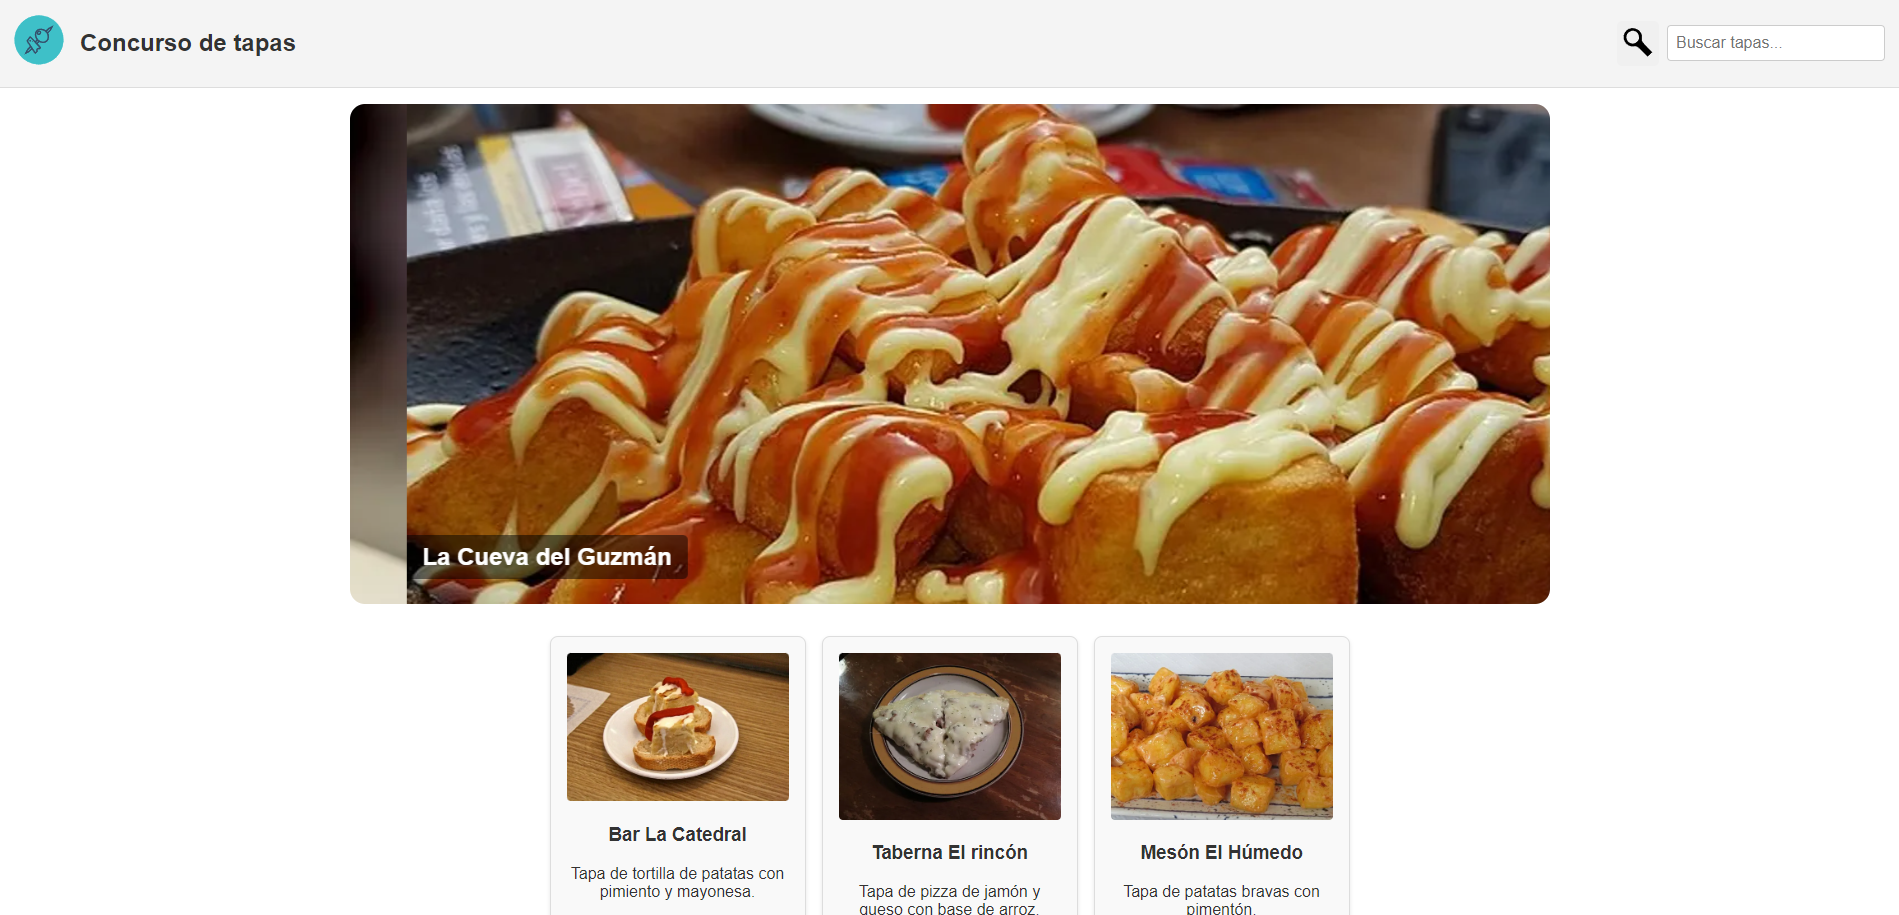 Concurso de tapas
Buscar tapas...
La Cueva del Guzmán
Bar La Catedral
Tapa de tortilla de patatas con
pimiento y mayonesa.
Taberna El rincón
Tapa de pizza de jamón y
queso con base de arroz.
Mesón El Húmedo
Tapa de patatas bravas con
pimentón.